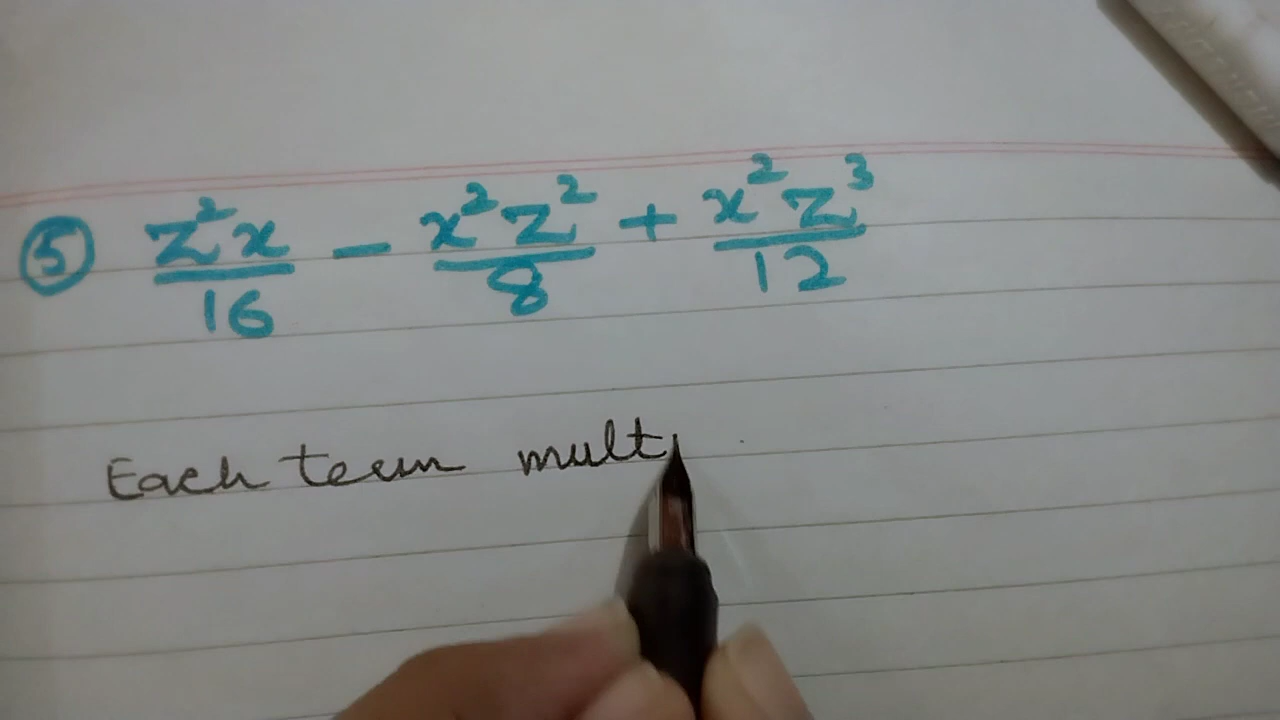 ⑤ z²x/16 - x²z²/8 + x²z³/12
Each term mult